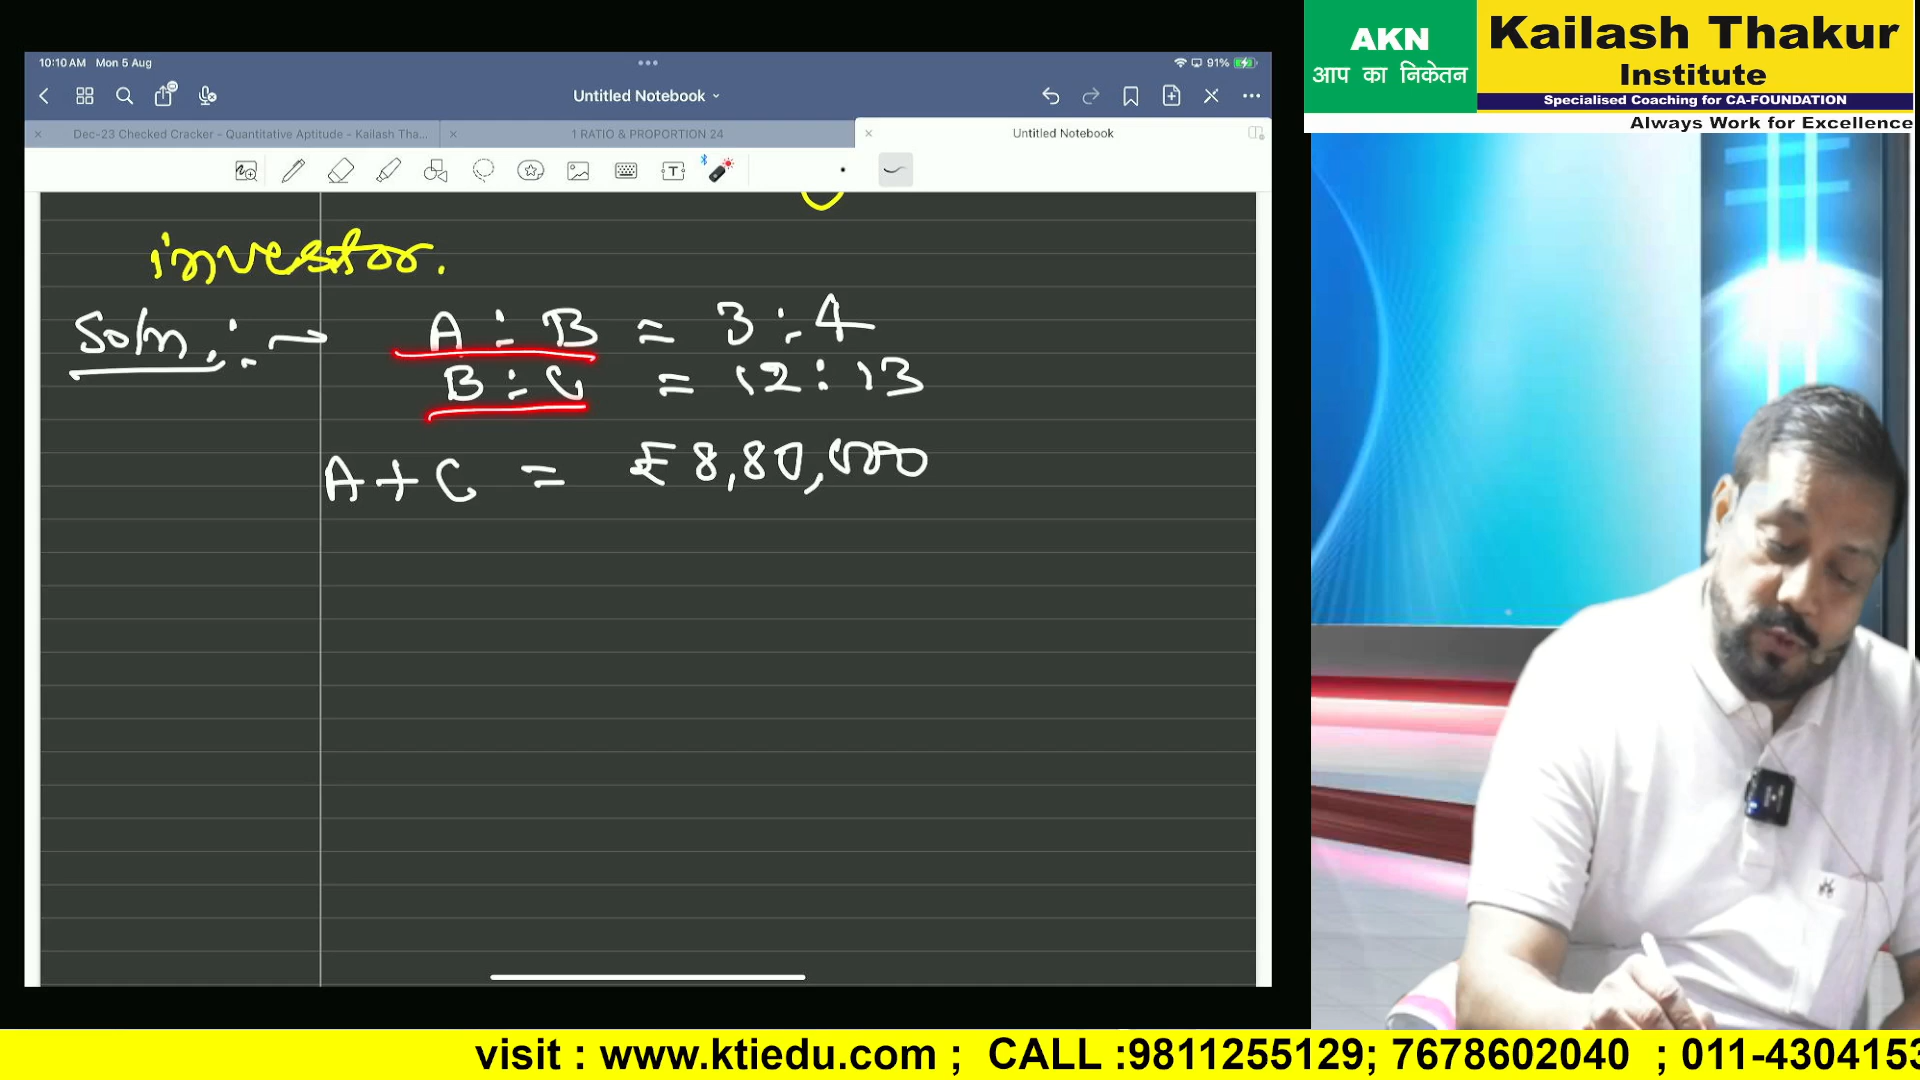 AKN
आप का निकेतन
Kailash Thakur
Institute
Specialised Coaching for CA-FOUNDATION
Always Work for Excellence
10:10 AM Mon 5 Aug
91%
Untitled Notebook
Dec-23 Checked Cracker - Quantitative Aptitude - Kailash Tha...
1 RATIO & PROPORTION 24
Untitled Notebook
investor.
Soln :→ A : B = 3 : 4
B : C = 12 : 13
A + C = ₹ 8,80,000
visit : www.ktiedu.com ; CALL :9811255129; 7678602040 ; 011-4304153